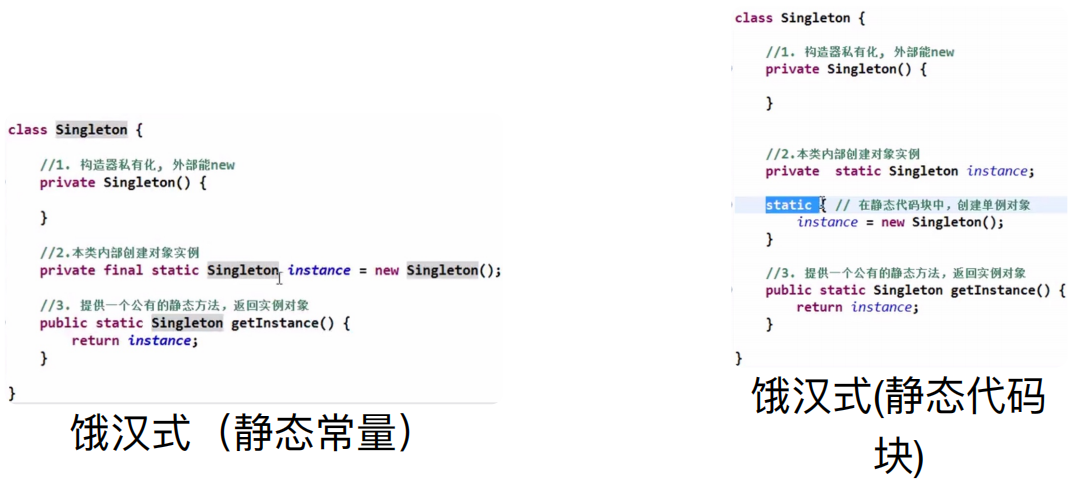 class Singleton {
//1. 构造器私有化, 外部能new
private Singleton() {
}
//2.本类内部创建对象实例
private final static Singleton instance = new Singleton();
//3. 提供一个公有的静态方法，返回实例对象
public static Singleton getInstance() {
return instance;
}
}
饿汉式（静态常量）
class Singleton {
//1. 构造器私有化, 外部能new
private Singleton() {
}
//2.本类内部创建对象实例
private static Singleton instance;
static { // 在静态代码块中，创建单例对象
instance = new Singleton();
}
//3. 提供一个公有的静态方法，返回实例对象
public static Singleton getInstance() {
return instance;
}
}
饿汉式(静态代码
块)